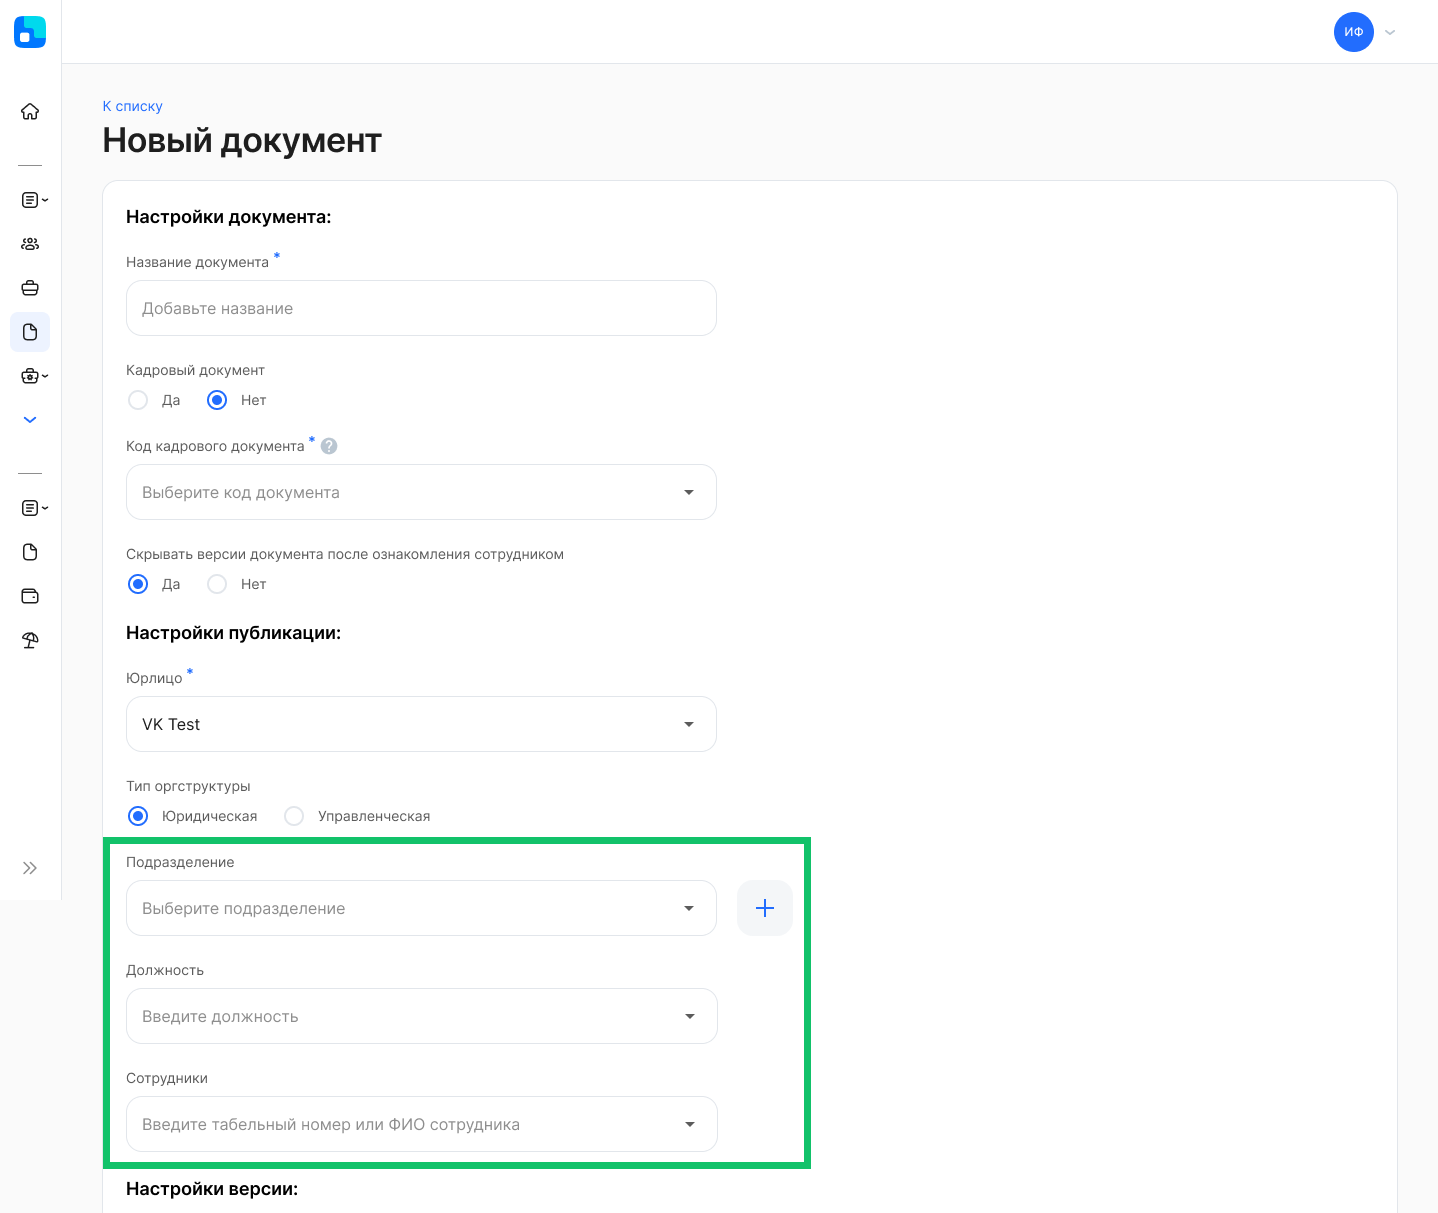 ИФ
К списку
Новый документ
Настройки документа:
Название документа *
Добавьте название
Кадровый документ
Да Нет
Код кадрового документа * ?
Выберите код документа
Скрывать версии документа после ознакомления сотрудником
Да Нет
Настройки публикации:
Юрлицо *
VK Test
Тип оргструктуры
Юридическая Управленческая
Подразделение
Выберите подразделение
Должность
Введите должность
Сотрудники
Введите табельный номер или ФИО сотрудника
Настройки версии: